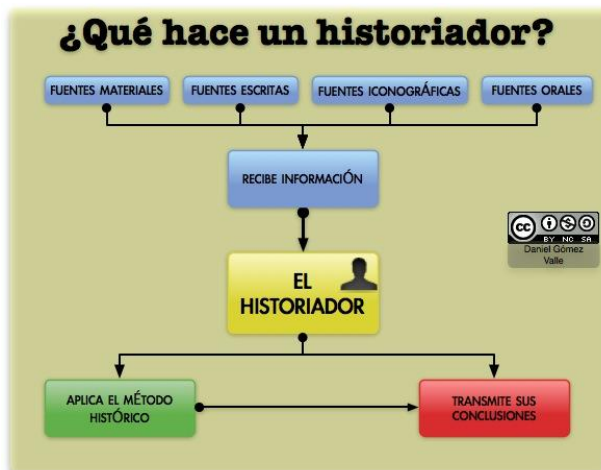 ¿Qué hace un historiador?
FUENTES MATERIALES
FUENTES ESCRITAS
FUENTES ICONOGRÁFICAS
FUENTES ORALES
RECIBE INFORMACIÓN
cc
BY NC SA
Daniel Gómez
Valle
EL
HISTORIADOR
APLICA EL MÉTODO
HISTÓRICO
TRANSMITE SUS
CONCLUSIONES